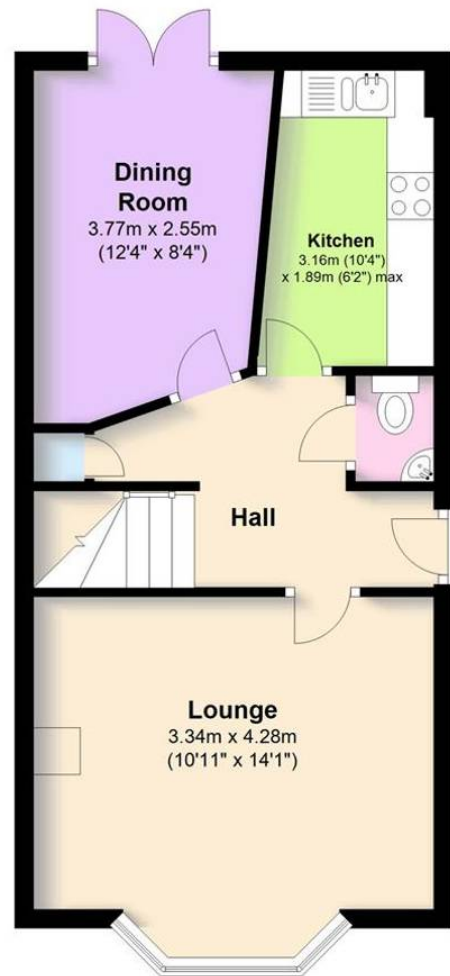 Dining
Room
3.77m x 2.55m
(12'4" x 8'4")
Kitchen
3.16m (10'4")
x 1.89m (6'2") max
Hall
Lounge
3.34m x 4.28m
(10'11" x 14'1")